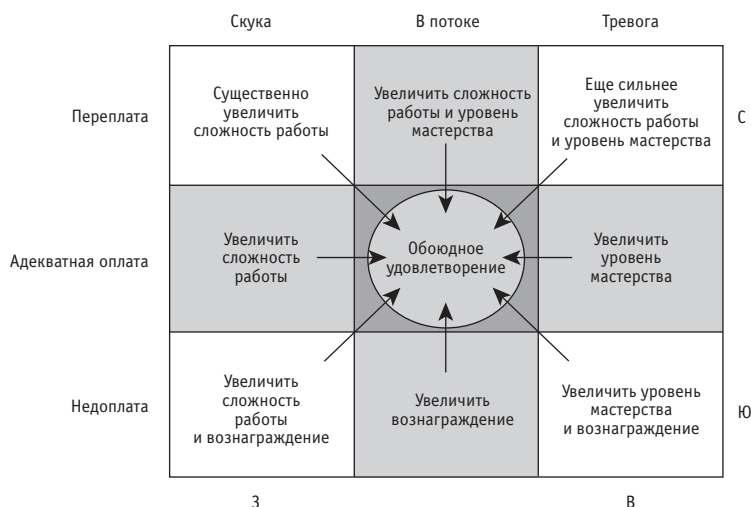 Скука
В потоке
Тревога
Переплата
Существенно
увеличить
сложность работы
Увеличить сложность
работы и уровень
мастерства
Еще сильнее
увеличить
сложность работы
и уровень мастерства
С
Адекватная оплата
Увеличить
сложность
работы
Обоюдное
удовлетворение
Увеличить
уровень
мастерства
Недоплата
Увеличить
сложность
работы
и вознаграждение
Увеличить
вознаграждение
Увеличить уровень
мастерства
и вознаграждение
Ю
З
В